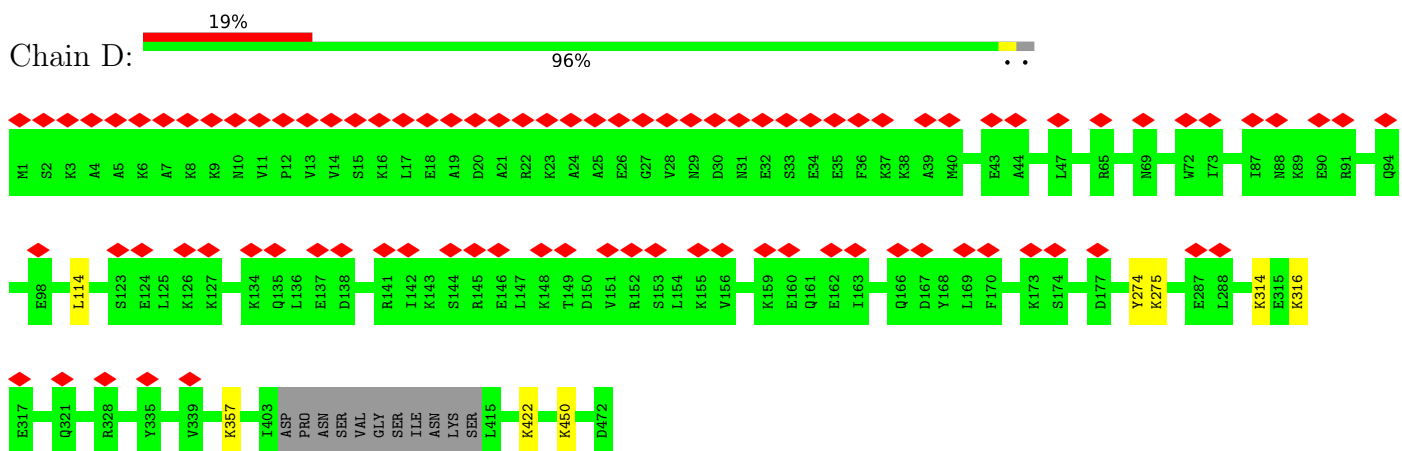 19%
Chain D:
96%
M1 S2 K3 A4 A5 K6 A7 K8 K9 N10 V11 P12 V13 V14 S15 K16 L17 E18 A19 D20 A21 R22 K23 A24 A25 E26 G27 V28 N29 D30 N31 E32 S33 E34 E35 F36 K37 K38 A39 M40 E43 A44 L47 R65 N69 W72 I73 I87 N88 K89 E90 R91 Q94
E98 L114 S123 E124 L125 K126 K127 K134 Q135 L136 E137 D138 R141 I142 K143 S144 R145 E146 L147 K148 T149 D150 V151 R152 S153 L154 K155 V156 K159 E160 Q161 E162 I163 Q166 D167 Y168 L169 F170 K173 S174 D177 Y274 K275 E287 L288 K314 E315 K316
E317 Q321 R328 Y335 V339 K357 I403 ASP PRO ASN SER VAL GLY SER ILE ASN LYS SER L415 K422 K450 D472